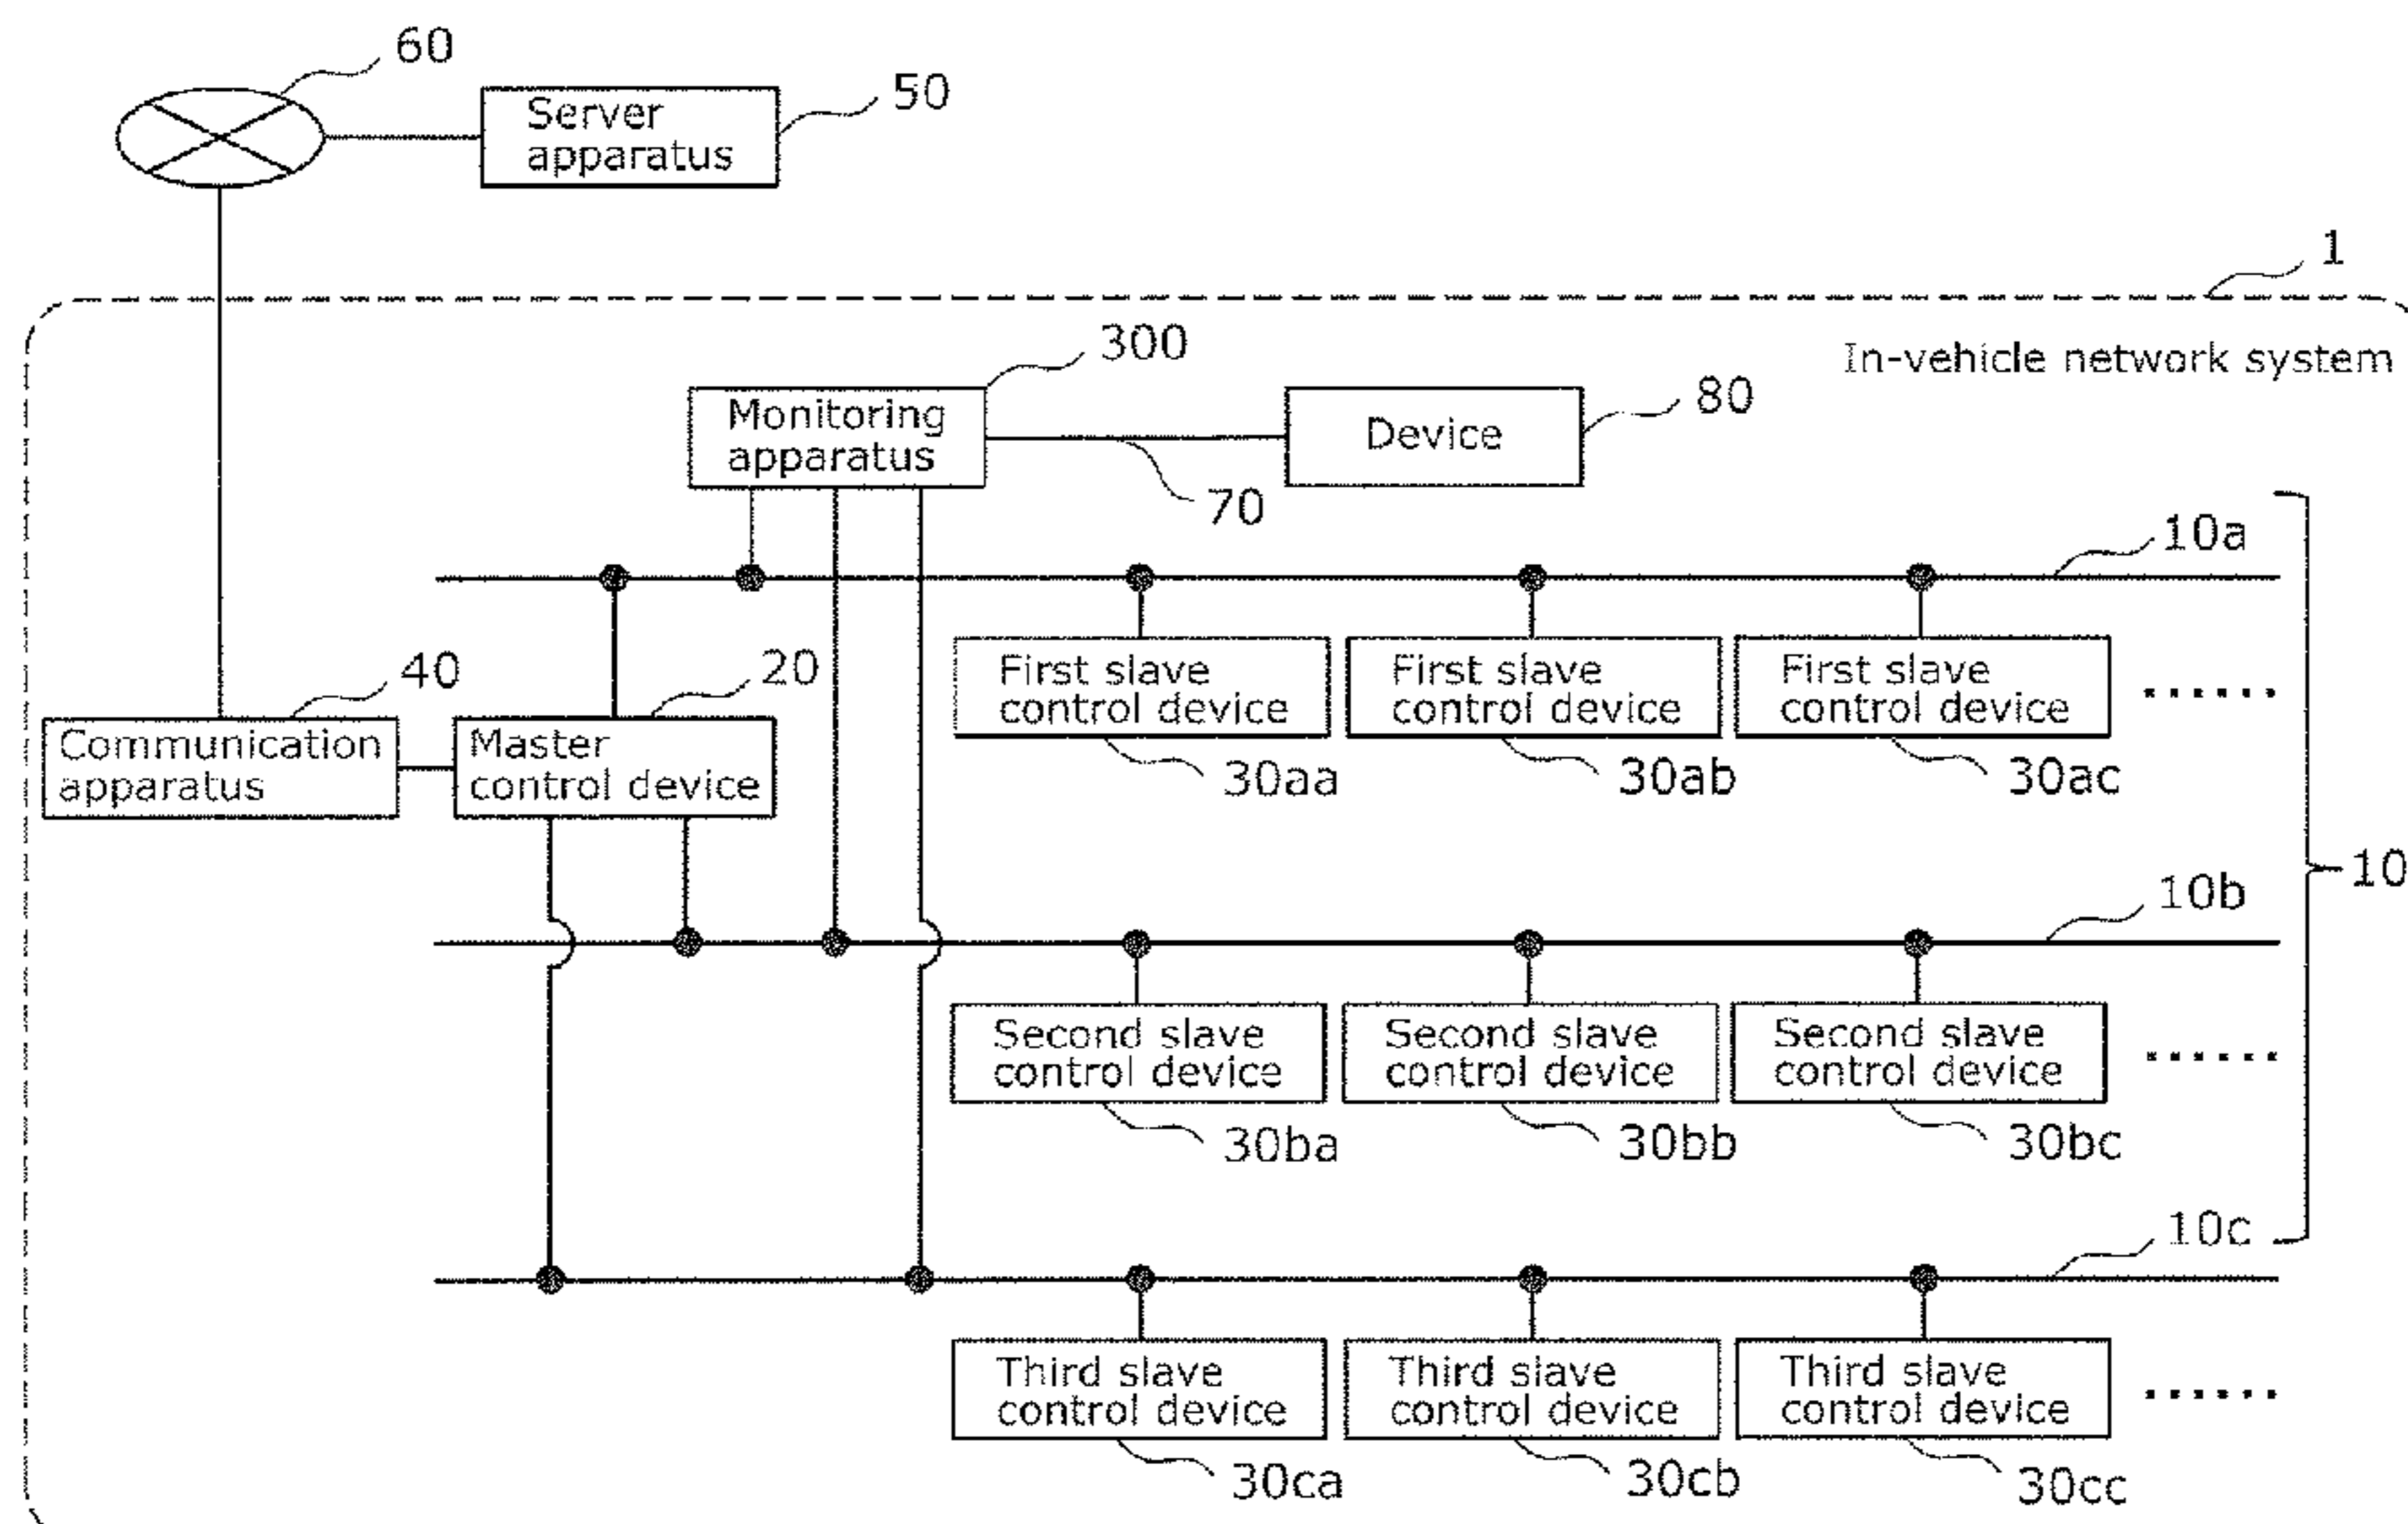 60
50
Server
apparatus
1
In-vehicle network system
300
80
Monitoring
apparatus
Device
70
10a
40
20
First slave
control device
First slave
control device
First slave
control device
......
Communication
apparatus
Master
control device
30aa
30ab
30ac
10
10b
Second slave
control device
Second slave
control device
Second slave
control device
......
30ba
30bb
30bc
10c
Third slave
control device
Third slave
control device
Third slave
control device
......
30ca
30cb
30cc